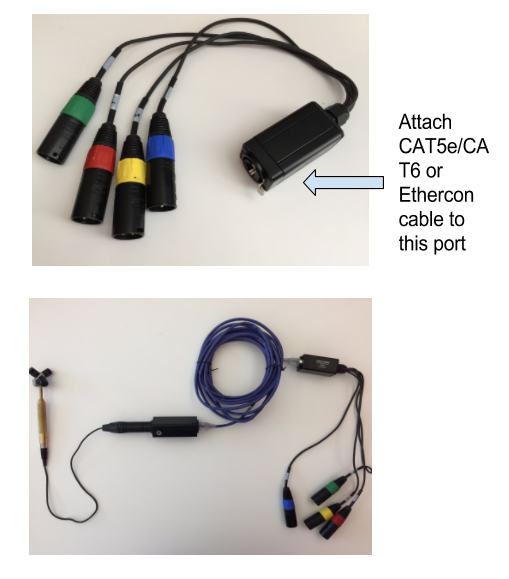 Attach
CAT5e/CA
T6 or
Ethercon
cable to
this port